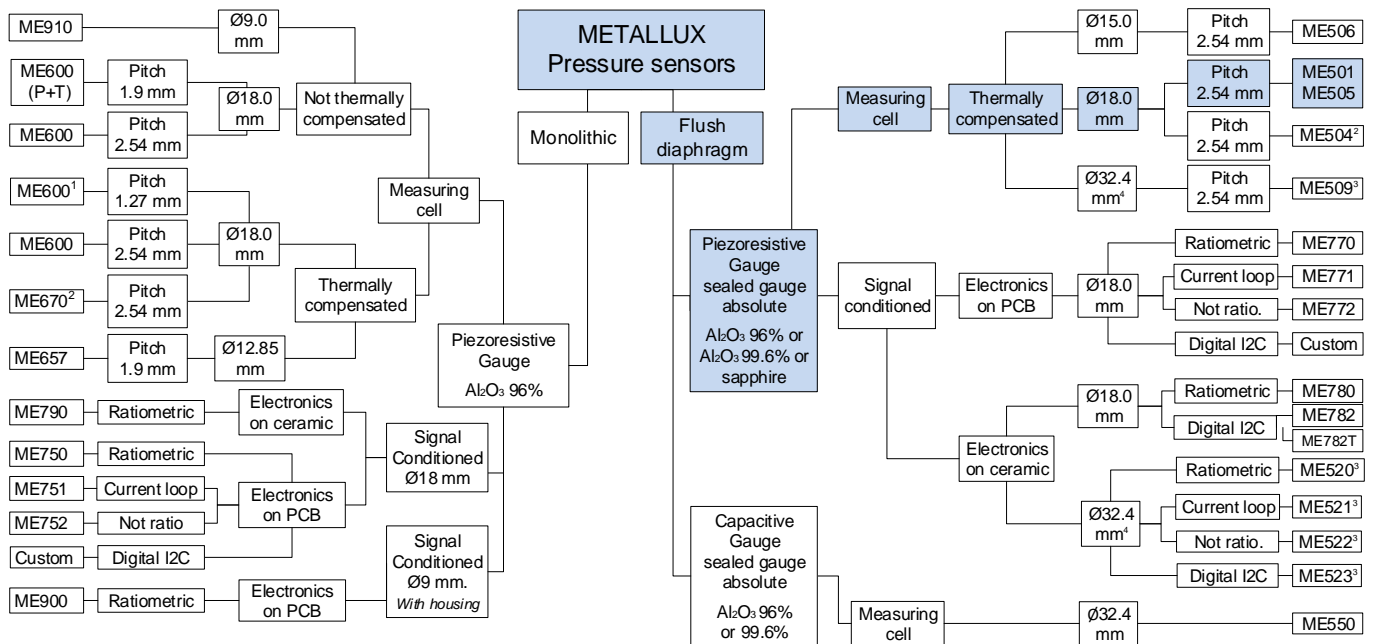 METALLUX
Pressure sensors
Monolithic
Flush
diaphragm
ME910
Ø9.0
mm
ME600
(P+T)
Pitch
1.9 mm
Ø18.0
mm
Not thermally
compensated
ME600
Pitch
2.54 mm
Measuring
cell
ME600¹
Pitch
1.27 mm
ME600
Pitch
2.54 mm
Ø18.0
mm
ME670²
Pitch
2.54 mm
Thermally
compensated
ME657
Pitch
1.9 mm
Ø12.85
mm
Piezoresistive
Gauge
Al₂O₃ 96%
ME790
Ratiometric
Electronics
on ceramic
ME750
Ratiometric
Signal
Conditioned
Ø18 mm
ME751
Current loop
Electronics
on PCB
ME752
Not ratio
Custom
Digital I2C
Signal
Conditioned
Ø9 mm.
With housing
ME900
Ratiometric
Electronics
on PCB
Ø15.0
mm
Pitch
2.54 mm
ME506
Measuring
cell
Thermally
compensated
Ø18.0
mm
Pitch
2.54 mm
ME501
ME505
Pitch
2.54 mm
ME504²
Ø32.4
mm⁴
Pitch
2.54 mm
ME509³
Piezoresistive
Gauge
sealed gauge
absolute
Al₂O₃ 96% or
Al₂O₃ 99.6% or
sapphire
Signal
conditioned
Electronics
on PCB
Ø18.0
mm
Ratiometric
ME770
Current loop
ME771
Not ratio.
ME772
Digital I2C
Custom
Electronics
on ceramic
Ø18.0
mm
Ratiometric
ME780
Digital I2C
ME782
ME782T
Ø32.4
mm⁴
Ratiometric
ME520³
Current loop
ME521³
Not ratio.
ME522³
Digital I2C
ME523³
Capacitive
Gauge
sealed gauge
absolute
Al₂O₃ 96%
or 99.6%
Measuring
cell
Ø32.4
mm
ME550